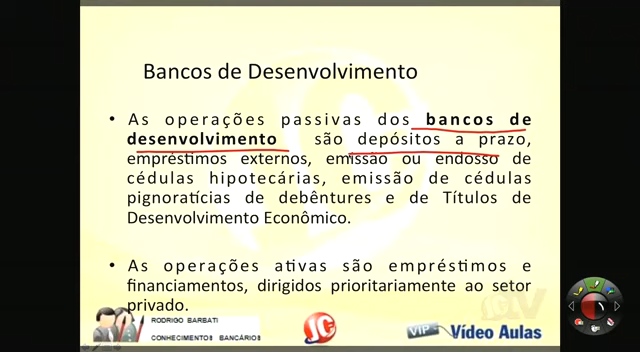 Bancos de Desenvolvimento
• As operações passivas dos bancos de
desenvolvimento são depósitos a prazo,
empréstimos externos, emissão ou endosso de
cédulas hipotecárias, emissão de cédulas
pignoratícias de debêntures e de Títulos de
Desenvolvimento Econômico.
• As operações ativas são empréstimos e
financiamentos, dirigidos prioritariamente ao setor
privado.
RODRIGO BARBATI
CONHECIMENTOS BANCÁRIOS
VIP Vídeo Aulas